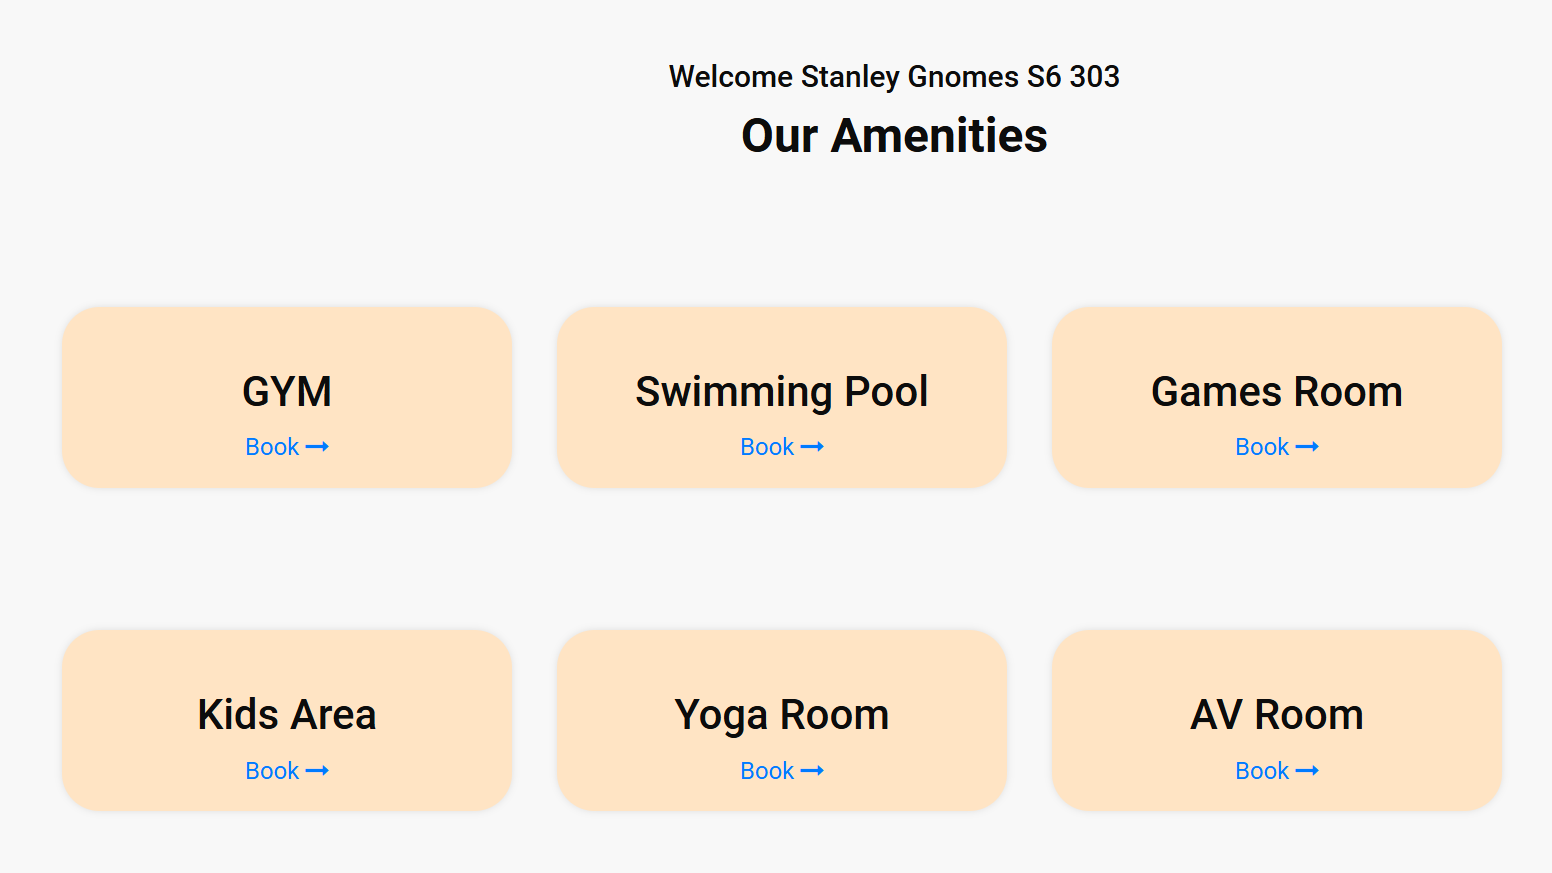 Welcome Stanley Gnomes S6 303
Our Amenities
GYM
Book
Swimming Pool
Book
Games Room
Book
Kids Area
Book
Yoga Room
Book
AV Room
Book